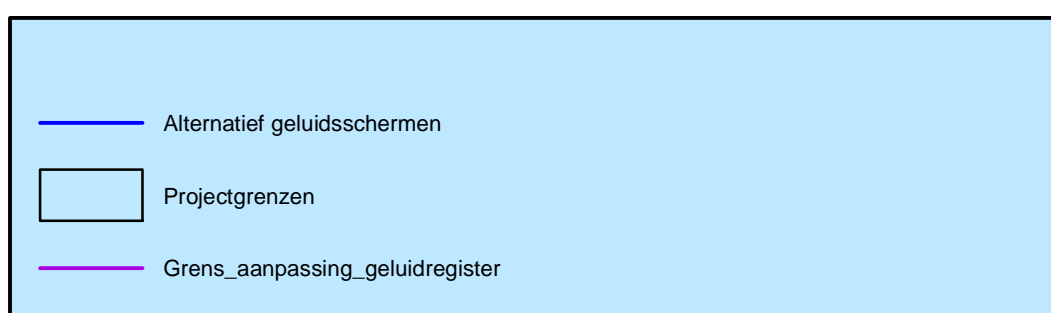 Alternatief geluidsschermen
Projectgrenzen
Grens_aanpassing_geluidregister